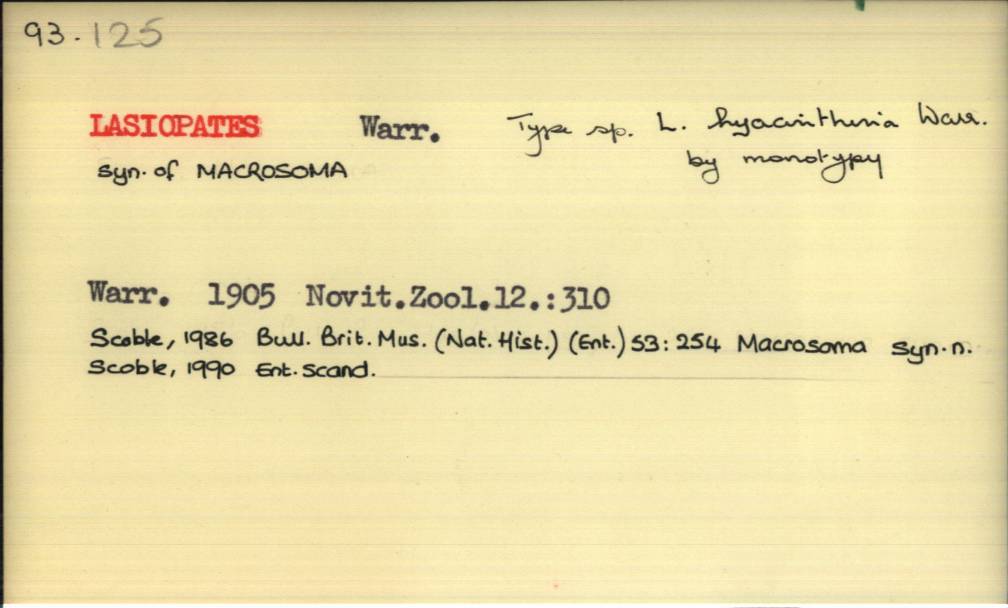 93.125
LASIOPATES Warr. Type sp. L. hyacintheria Warr.
syn. of MACROSOMA by monotypy
Warr. 1905 Novit.Zool.12.:310
Scoble, 1986 Bull. Brit. Mus. (Nat. Hist.) (Ent.) 53: 254 Macrosoma syn. n.
Scoble, 1990 Ent. Scand.